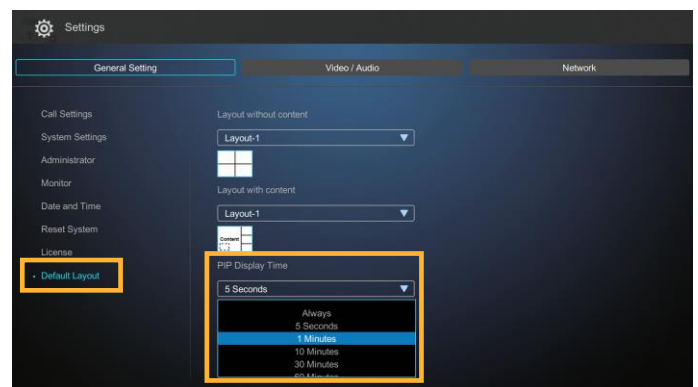 Settings
General Setting
Video / Audio
Network
Call Settings
System Settings
Administrator
Monitor
Date and Time
Reset System
License
• Default Layout
Layout without content
Layout-1
Layout with content
Layout-1
Content
PIP Display Time
5 Seconds
Always
5 Seconds
1 Minutes
10 Minutes
30 Minutes
60 Minutes